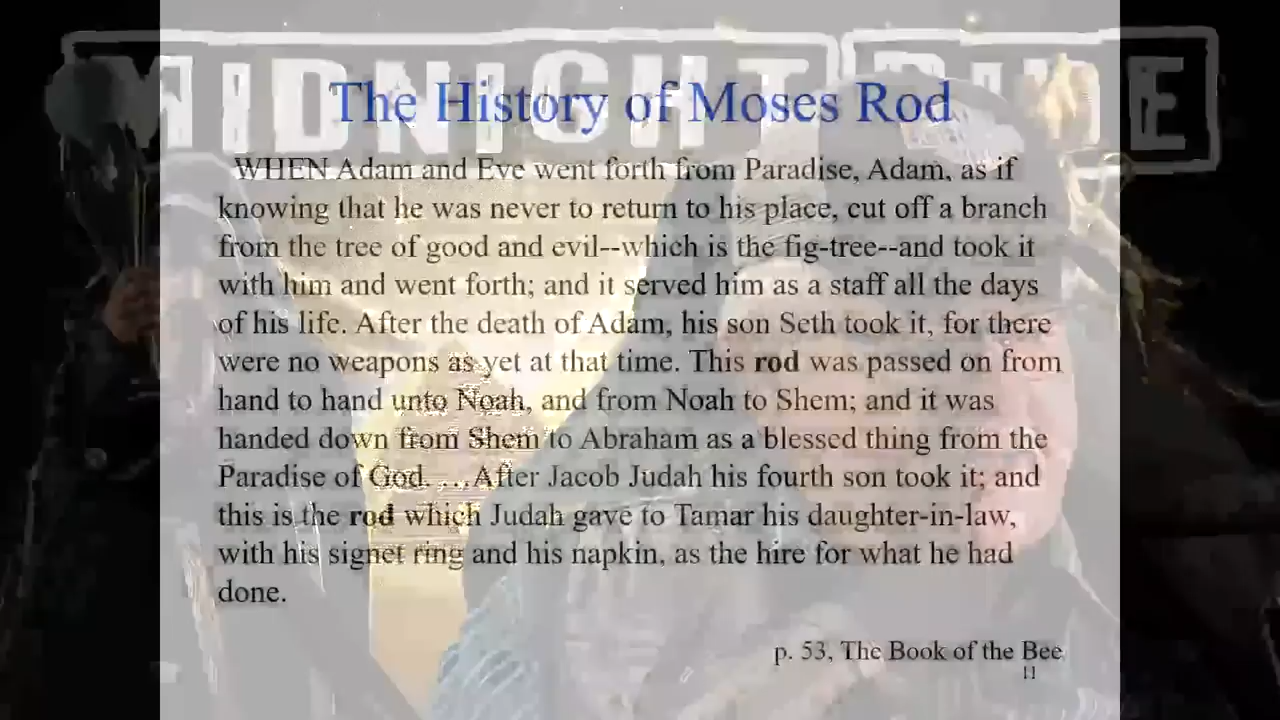 MIDNIGHT RIDE
The History of Moses Rod
WHEN Adam and Eve went forth from Paradise, Adam, as if
knowing that he was never to return to his place, cut off a branch
from the tree of good and evil--which is the fig-tree--and took it
with him and went forth; and it served him as a staff all the days
of his life. After the death of Adam, his son Seth took it, for there
were no weapons as yet at that time. This rod was passed on from
hand to hand unto Noah, and from Noah to Shem; and it was
handed down from Shem to Abraham as a blessed thing from the
Paradise of God. …After Jacob Judah his fourth son took it; and
this is the rod which Judah gave to Tamar his daughter-in-law,
with his signet ring and his napkin, as the hire for what he had
done.
p. 53, The Book of the Bee
11